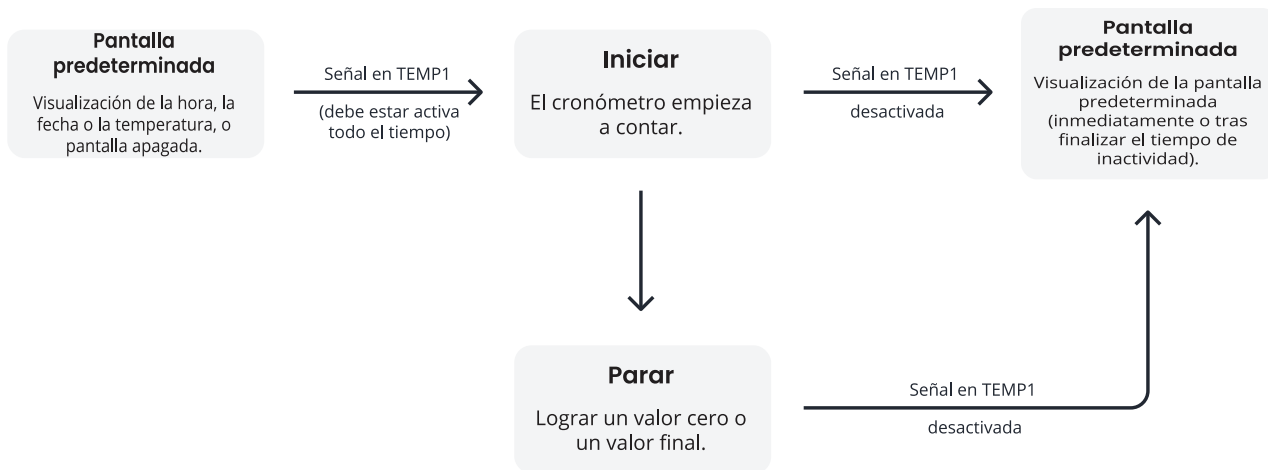 Pantalla
predeterminada
Visualización de la hora, la
fecha o la temperatura, o
pantalla apagada.
Señal en TEMP1
(debe estar activa
todo el tiempo)
Iniciar
El cronómetro empieza
a contar.
Señal en TEMP1
desactivada
Pantalla
predeterminada
Visualización de la pantalla
predeterminada
(inmediatamente o tras
finalizar el tiempo de
inactividad).
Parar
Lograr un valor cero o
un valor final.
Señal en TEMP1
desactivada